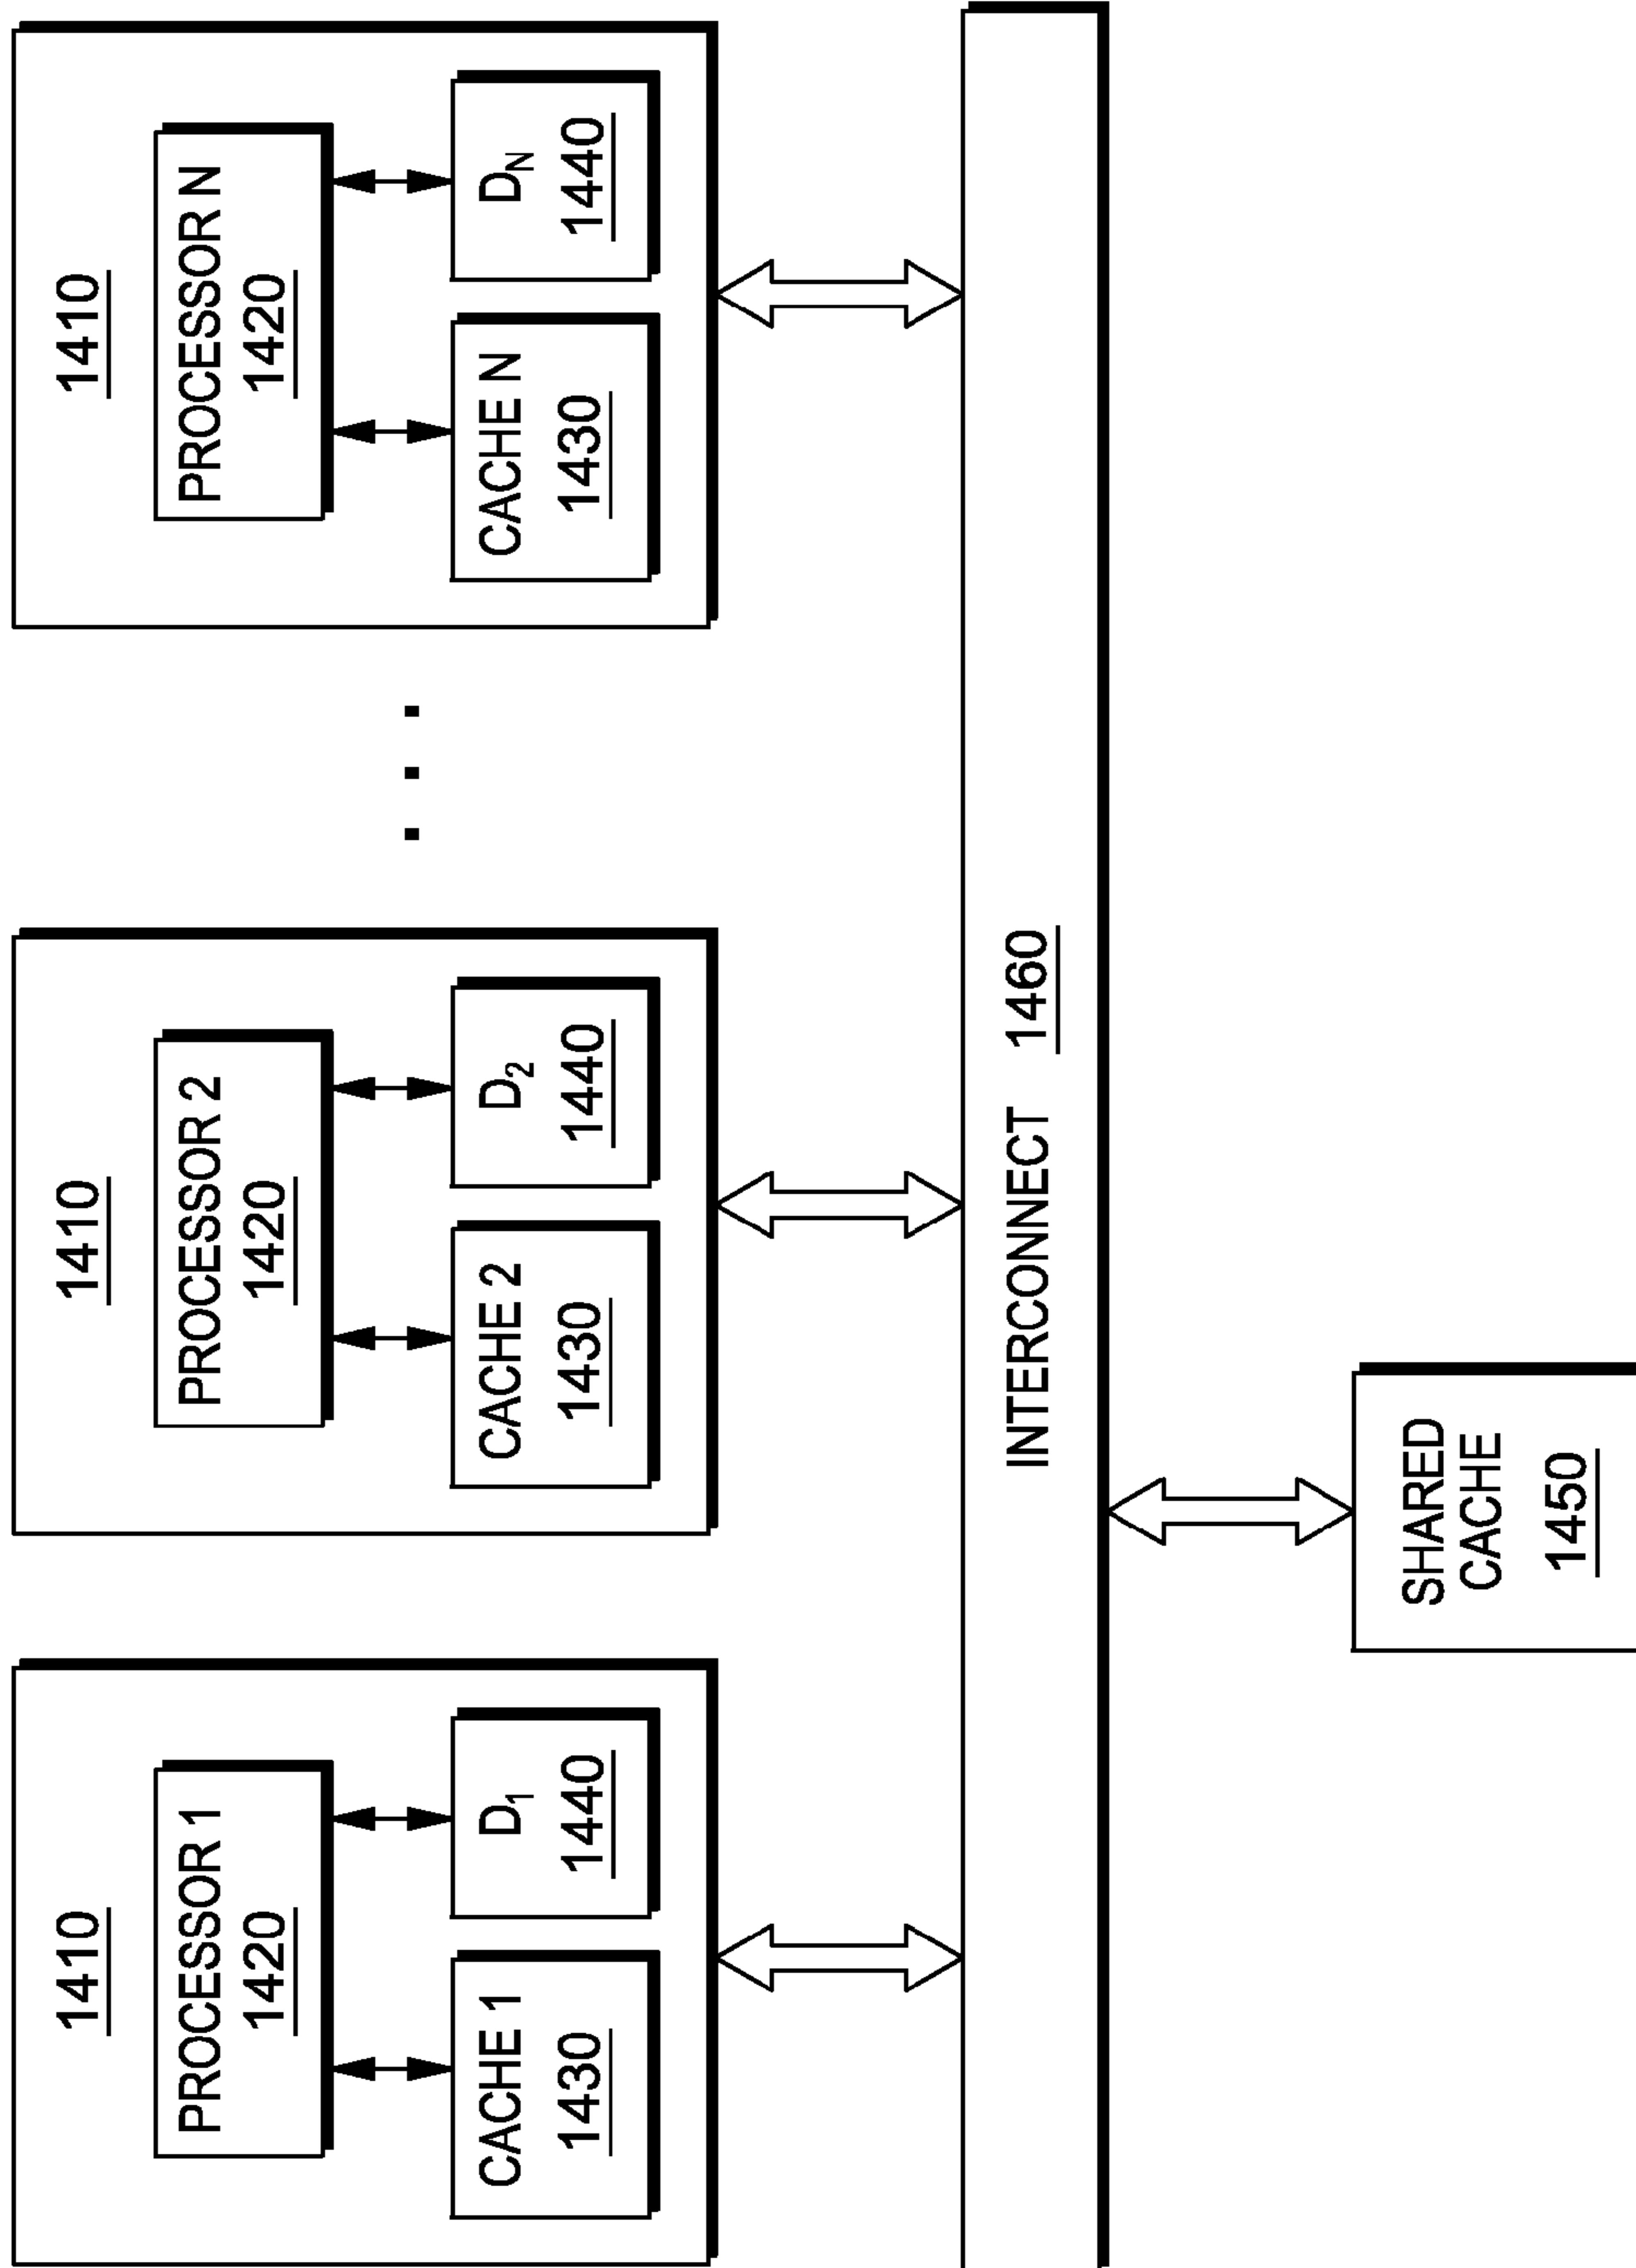 1410
PROCESSOR 1
1420
CACHE 1
1430
D1
1440
1410
PROCESSOR 2
1420
CACHE 2
1430
D2
1440
. . .
1410
PROCESSOR N
1420
CACHE N
1430
DN
1440
INTERCONNECT 1460
SHARED
CACHE
1450